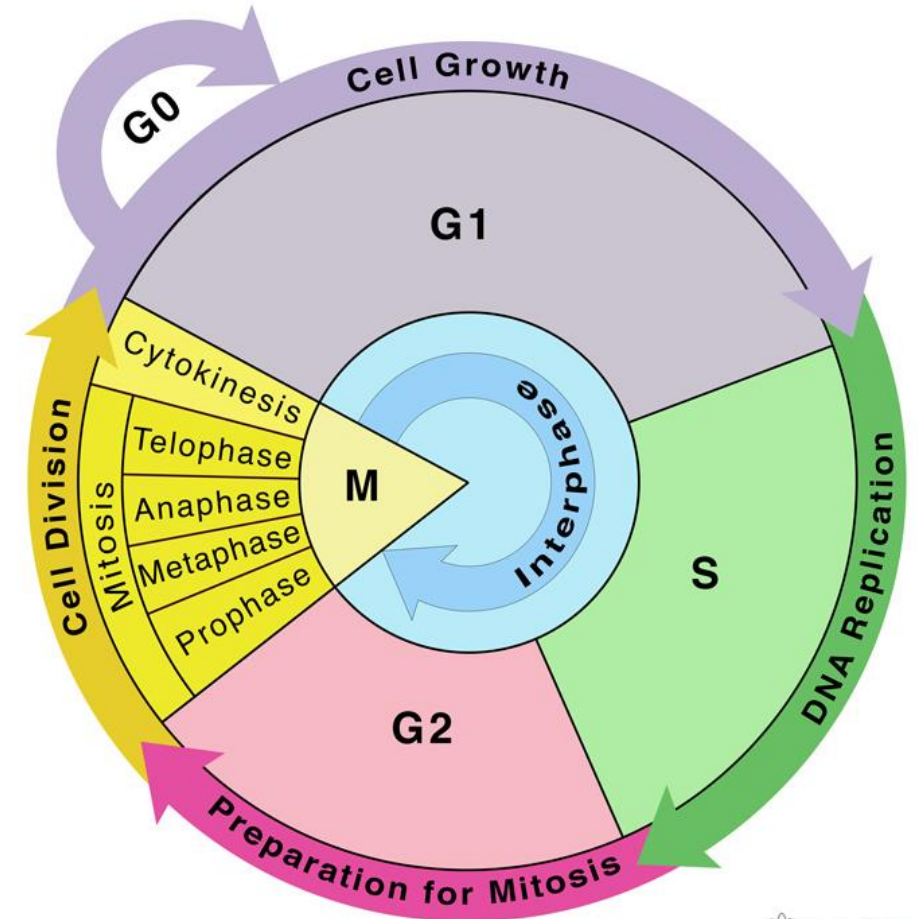 G0
Cell Growth
G1
Interphase
S
DNA Replication
G2
Preparation for Mitosis
M
Prophase
Metaphase
Anaphase
Telophase
Mitosis
Cytokinesis
Cell Division